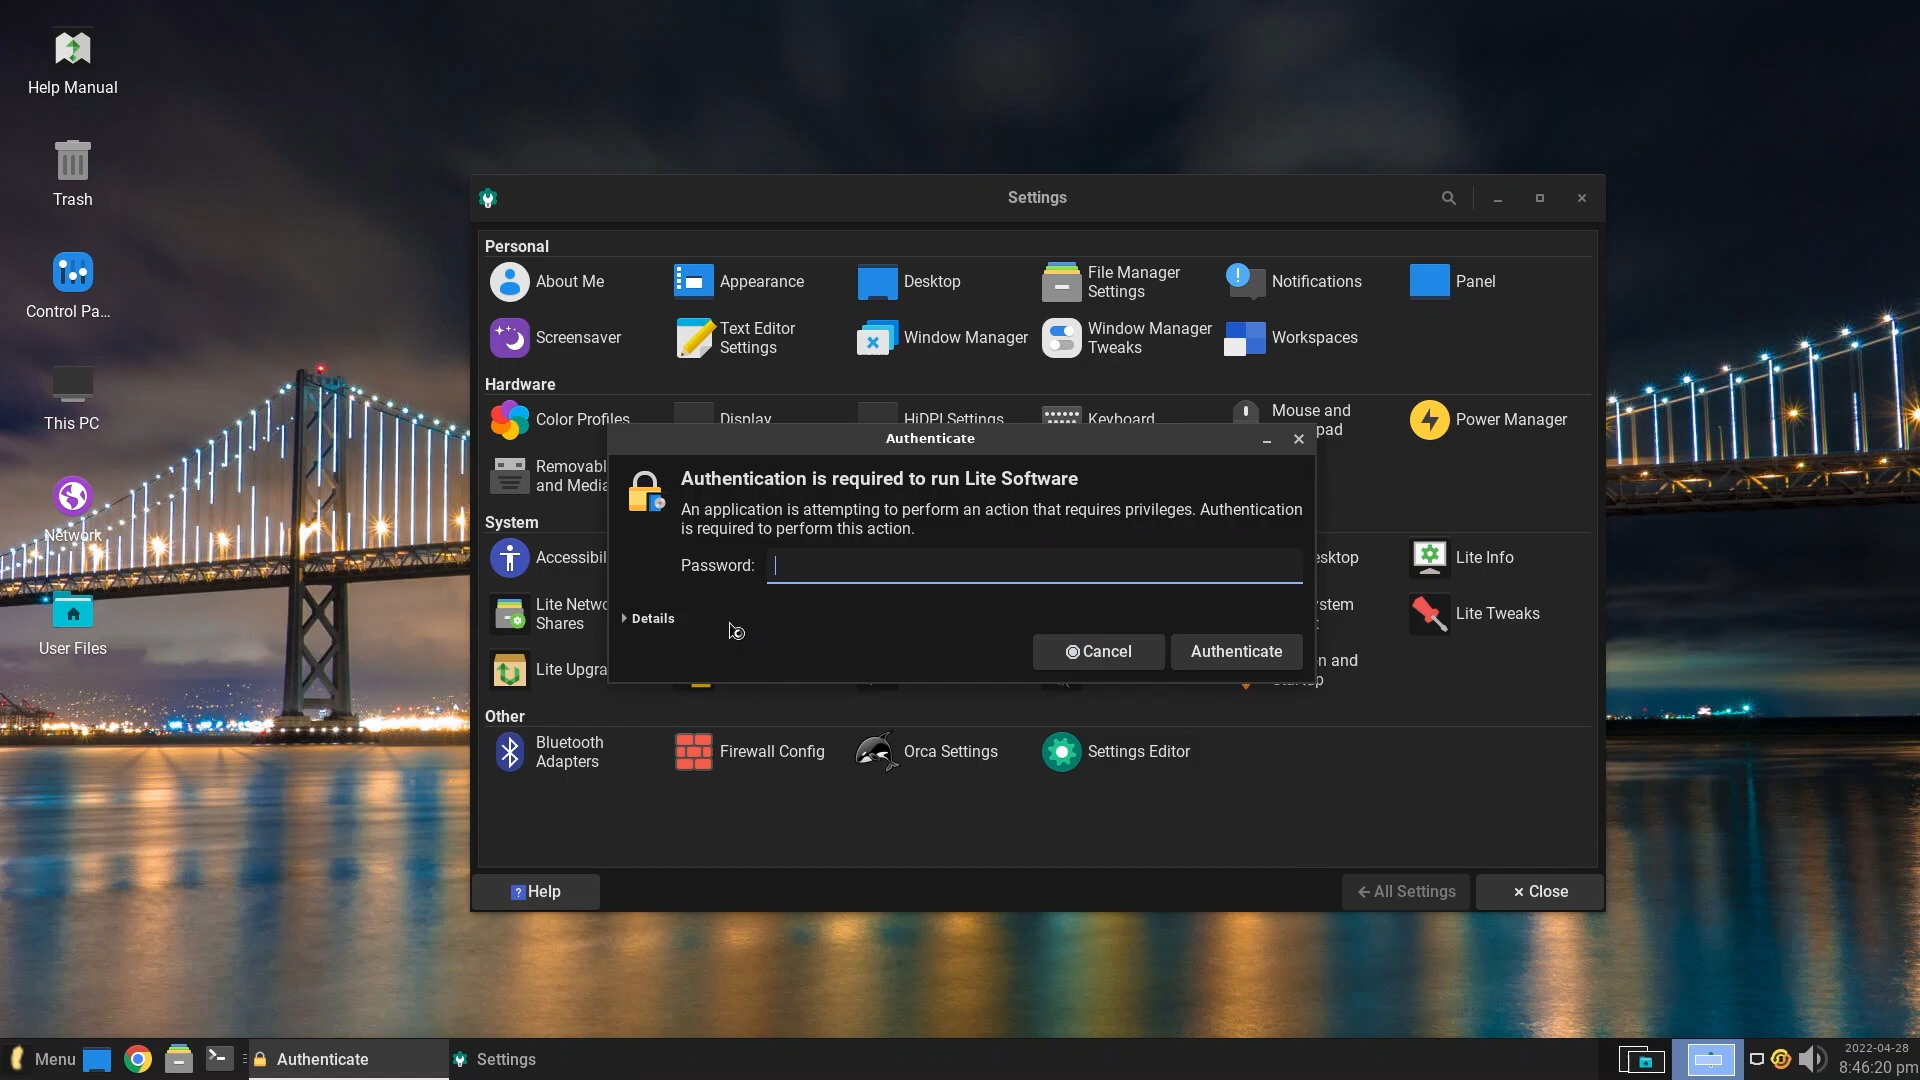 Help Manual
Trash
Control Pa...
This PC
Network
User Files
Settings
Personal
About Me
Appearance
Desktop
File Manager
Settings
Notifications
Panel
Screensaver
Text Editor
Settings
Window Manager
Window Manager
Tweaks
Workspaces
Hardware
Color Profiles
Display
HiDPI Settings
Keyboard
Mouse and
pad
Power Manager
Removabl
and Media
Authenticate
Authentication is required to run Lite Software
An application is attempting to perform an action that requires privileges. Authentication
is required to perform this action.
Password:
Details
Cancel
Authenticate
System
Accessibil
esktop
Lite Info
Lite Netwo
Shares
stem
t
Lite Tweaks
Lite Upgra
n and
Startup
Other
Bluetooth
Adapters
Firewall Config
Orca Settings
Settings Editor
? Help
All Settings
Close
Menu
Authenticate
Settings
2022-04-28
8:46:20 pm